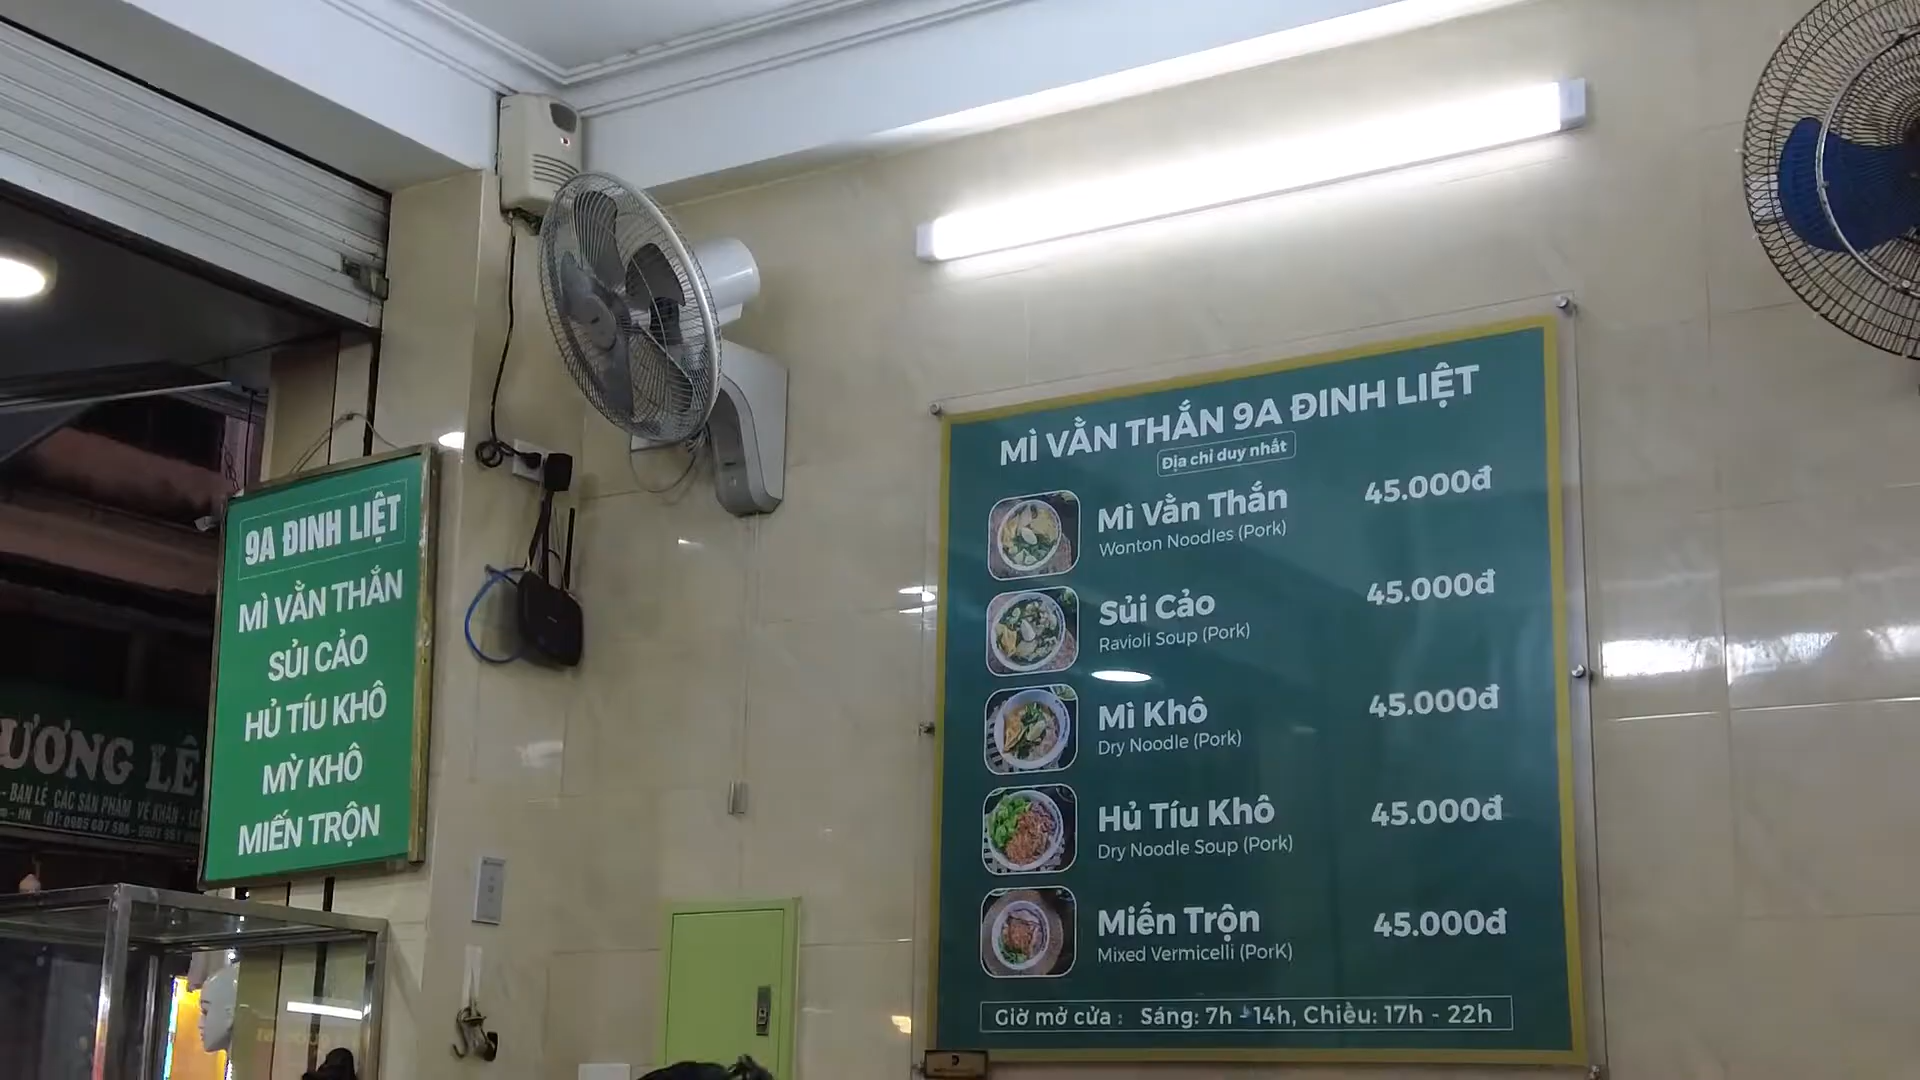 9A ĐINH LIỆT
MÌ VẰN THẮN
SỦI CẢO
HỦ TÍU KHÔ
MỲ KHÔ
MIẾN TRỘN
ƯƠNG LÊ
MÌ VẰN THẮN 9A ĐINH LIỆT
Địa chỉ duy nhất
Mì Vằn Thắn 45.000đ
Wonton Noodles (Pork)
Sủi Cảo 45.000đ
Ravioli Soup (Pork)
Mì Khô 45.000đ
Dry Noodle (Pork)
Hủ Tíu Khô 45.000đ
Dry Noodle Soup (Pork)
Miến Trộn 45.000đ
Mixed Vermicelli (PorK)
Giờ mở cửa : Sáng: 7h - 14h, Chiều: 17h - 22h